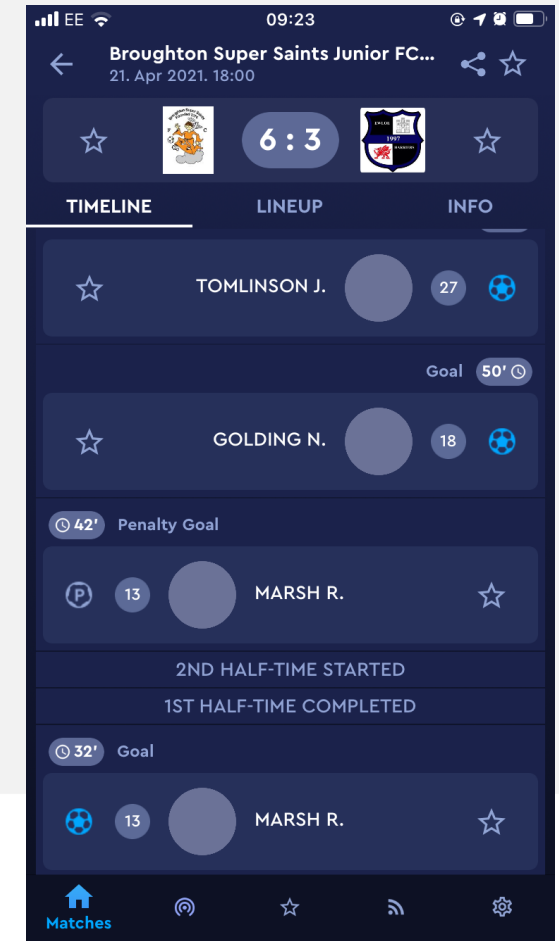 EE 09:23
Broughton Super Saints Junior FC...
21. Apr 2021. 18:00
6 : 3
1997
TIMELINE LINEUP INFO
TOMLINSON J. 27
Goal 50'
GOLDING N. 18
42' Penalty Goal
P 13 MARSH R.
2ND HALF-TIME STARTED
1ST HALF-TIME COMPLETED
32' Goal
13 MARSH R.
Matches